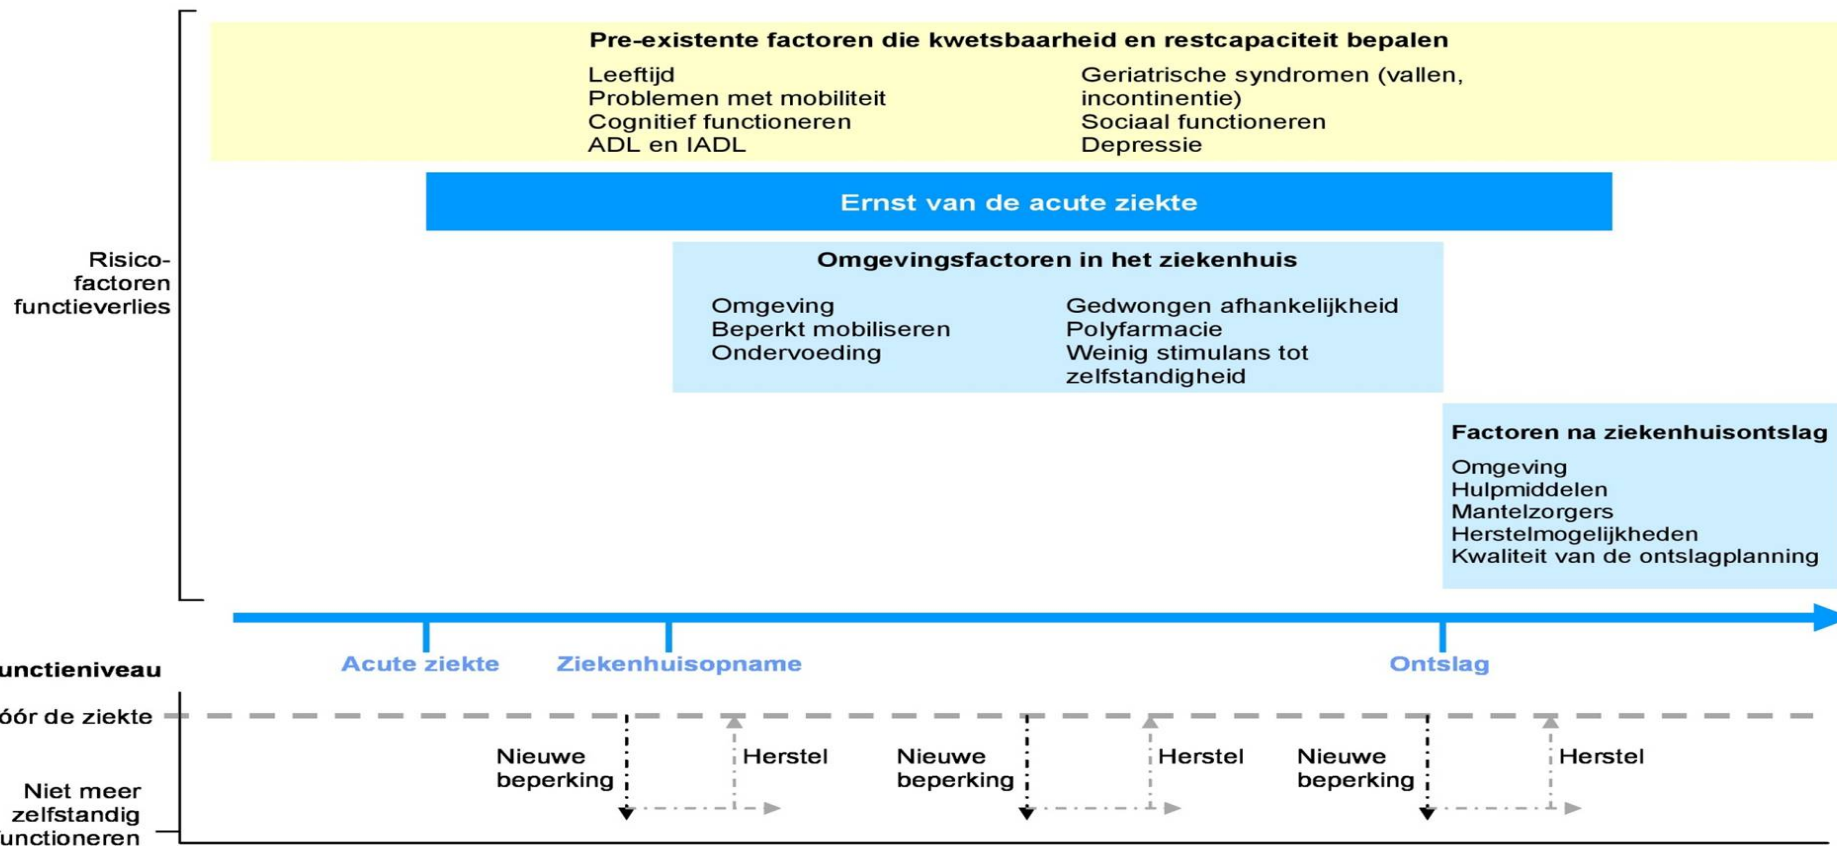 Pre-existente factoren die kwetsbaarheid en restcapaciteit bepalen
Leeftijd
Problemen met mobiliteit
Cognitief functioneren
ADL en IADL
Geriatrische syndromen (vallen,
incontinentie)
Sociaal functioneren
Depressie
Ernst van de acute ziekte
Risico-
factoren
functieverlies
Omgevingsfactoren in het ziekenhuis
Omgeving
Beperkt mobiliseren
Ondervoeding
Gedwongen afhankelijkheid
Polyfarmacie
Weinig stimulans tot
zelfstandigheid
Factoren na ziekenhuisontslag
Omgeving
Hulpmiddelen
Mantelzorgers
Herstelmogelijkheden
Kwaliteit van de ontslagplanning
Acute ziekte
Ziekenhuisopname
Ontslag
unctieniveau
óór de ziekte
Nieuwe
beperking
Herstel
Nieuwe
beperking
Herstel
Nieuwe
beperking
Herstel
Niet meer
zelfstandig
functioneren